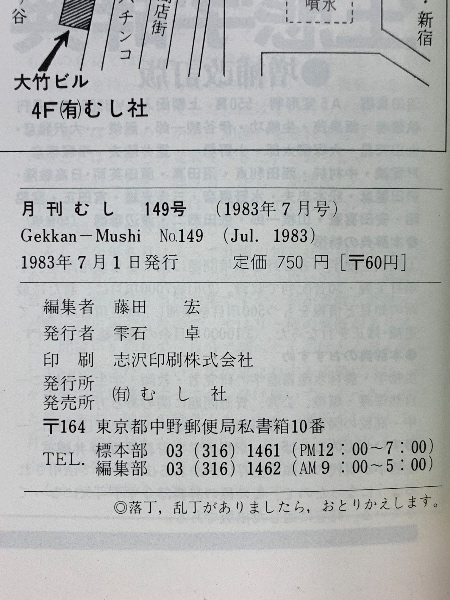 谷
パチンコ
商店街
噴水
・新宿
大竹ビル
4F㈲むし社
月刊むし 149号 (1983年7月号)
Gekkan－Mushi No.149 (Jul. 1983)
1983年7月1日発行 定価 750 円 [〒60円]
編集者 藤田 宏
発行者 雫石 卓
印刷 志沢印刷株式会社
発行所
発売所 ㈲むし社
〒164 東京都中野郵便局私書箱10番
TEL. 標本部 03 (316) 1461 (PM12：00～7：00)
編集部 03 (316) 1462 (AM9：00～5：00)
◎落丁，乱丁がありましたら，おとりかえします。